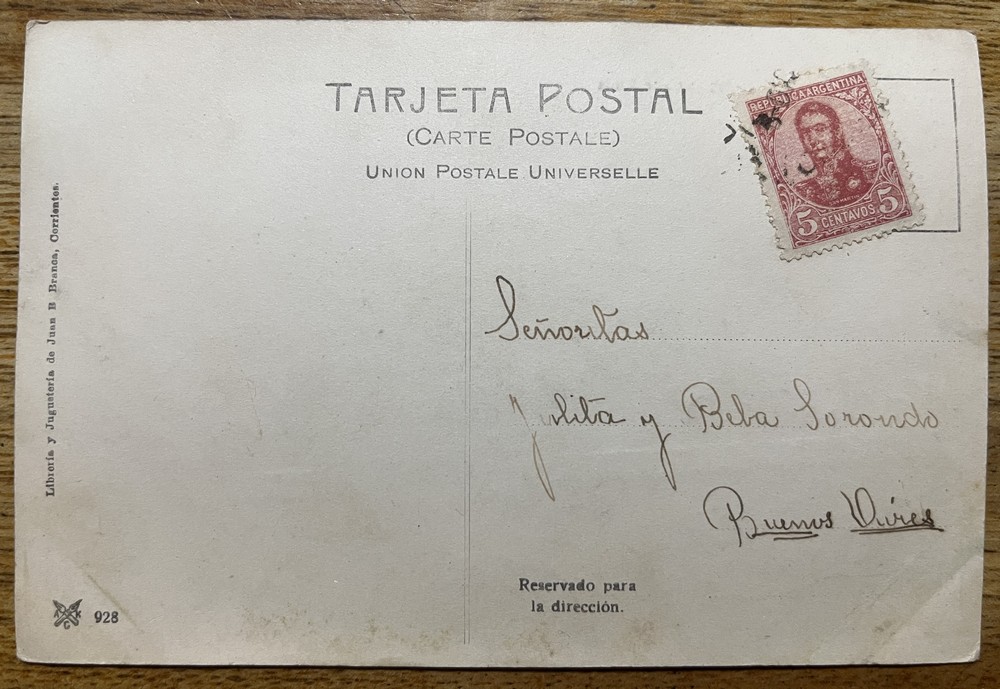 TARJETA POSTAL
(CARTE POSTALE)
UNION POSTALE UNIVERSELLE
REPUBLICA ARGENTINA
5 CENTAVOS 5
Librería y Juguetería de Juan B Branca, Corrientes.
Señoritas
Julita y Beba Sorondo
Buenos Aires
Reservado para
la dirección.
928